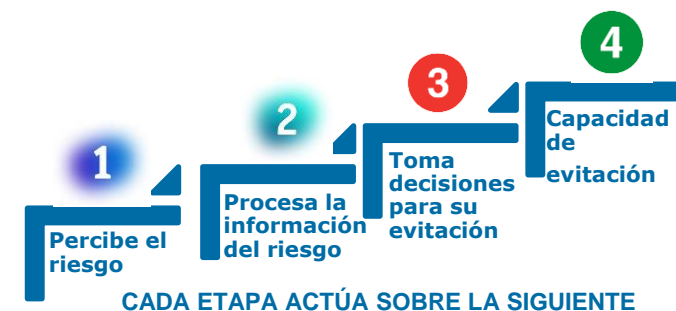 1
Percibe el
riesgo
2
Procesa la
información
del riesgo
3
Toma
decisiones
para su
evitación
4
Capacidad
de
evitación
CADA ETAPA ACTÚA SOBRE LA SIGUIENTE